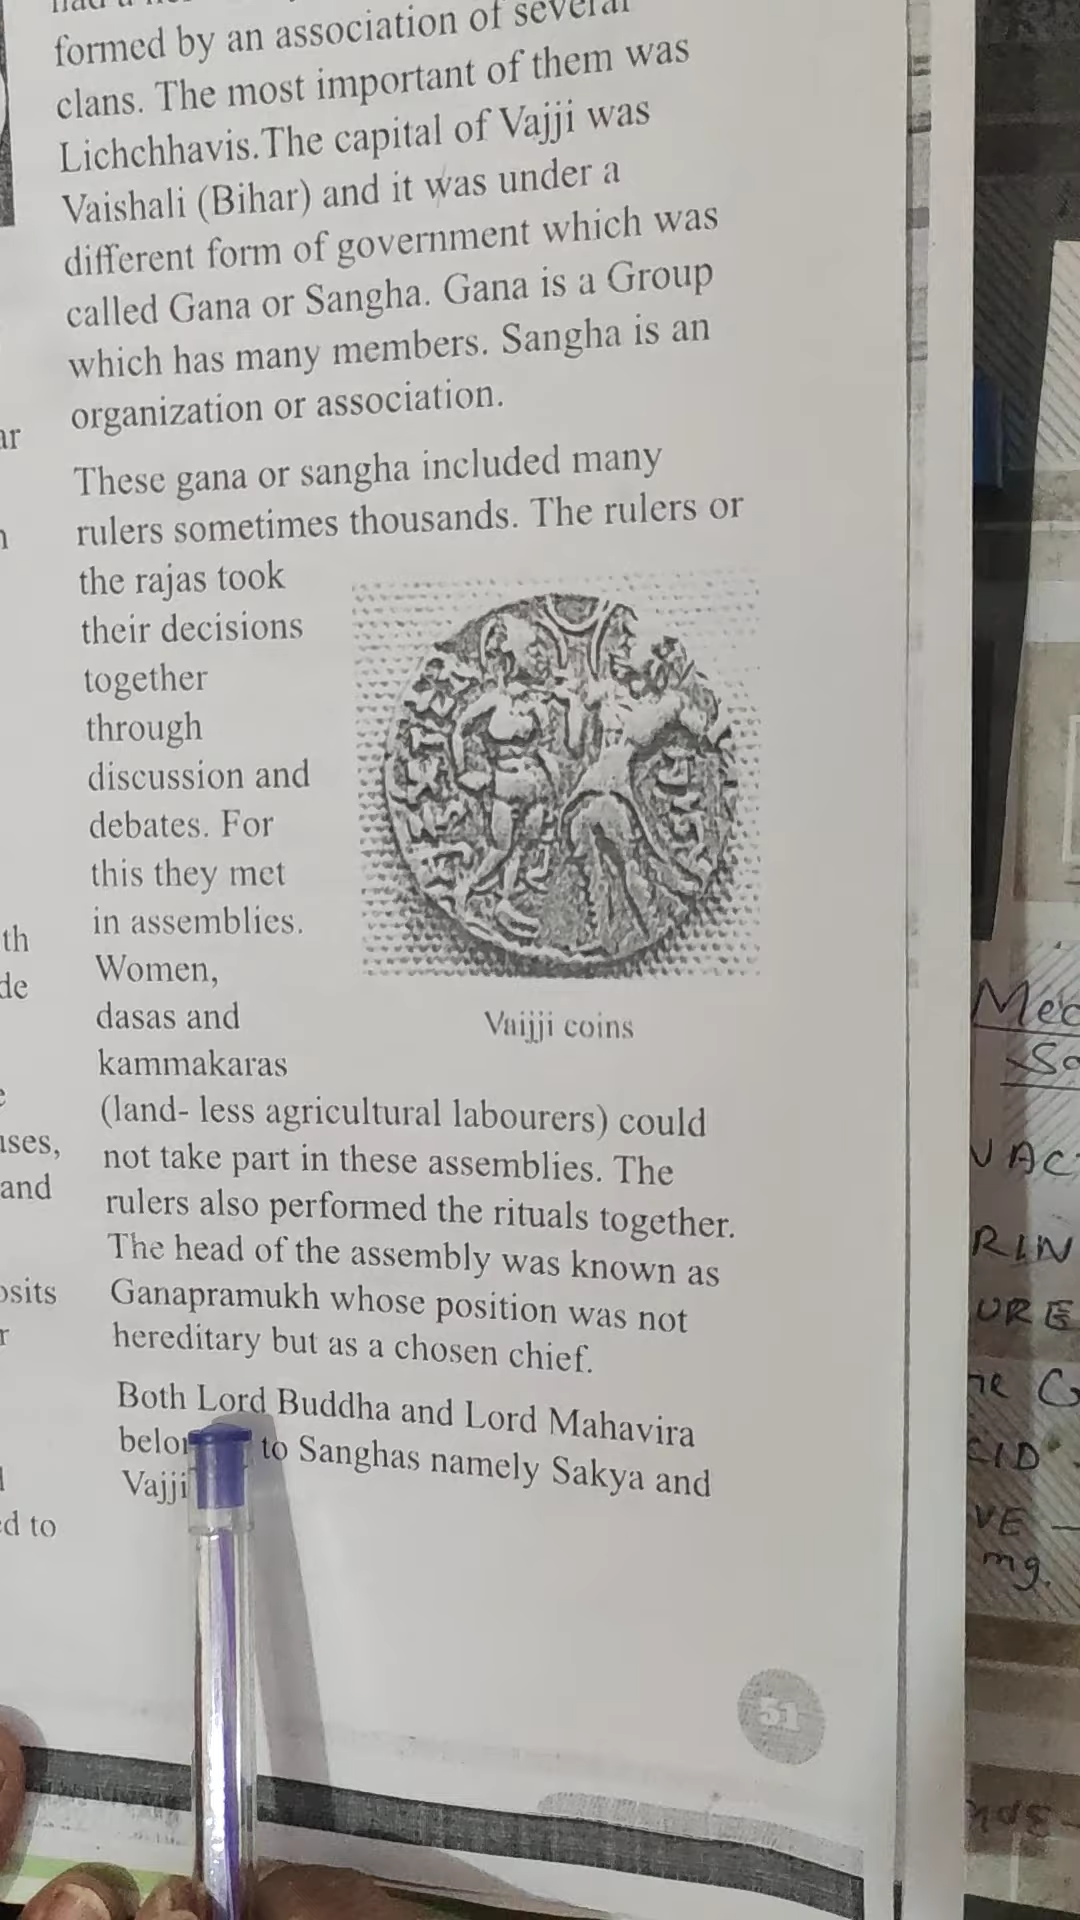 formed by an association of several
clans. The most important of them was
Lichchhavis.The capital of Vajji was
Vaishali (Bihar) and it was under a
different form of government which was
called Gana or Sangha. Gana is a Group
which has many members. Sangha is an
organization or association.
These gana or sangha included many
rulers sometimes thousands. The rulers or
the rajas took
their decisions
together
through
discussion and
debates. For
this they met
in assemblies.
Women,
dasas and
kammakaras
Vaijji coins
(land- less agricultural labourers) could
not take part in these assemblies. The
rulers also performed the rituals together.
The head of the assembly was known as
Ganapramukh whose position was not
hereditary but as a chosen chief.
Both Lord Buddha and Lord Mahavira
to Sanghas namely Sakya and
Vajji
51
th
de
uses,
and
osits
r
ed to
Mec
So
VAC
RIN
URE
CID
VE
mg.